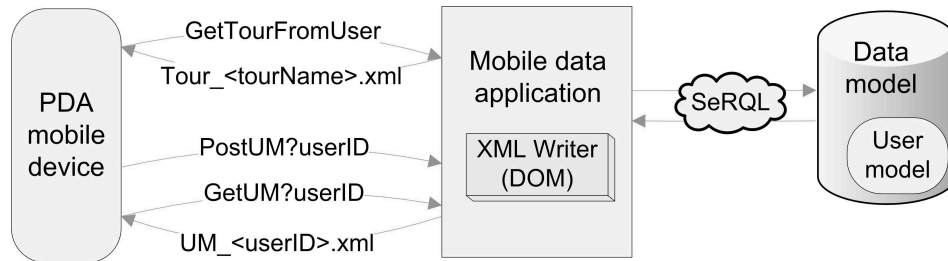 PDA
mobile
device
GetTourFromUser
Tour_<tourName>.xml
PostUM?userID
GetUM?userID
UM_<userID>.xml
Mobile data
application
XML Writer
(DOM)
SeRQL
Data
model
User
model